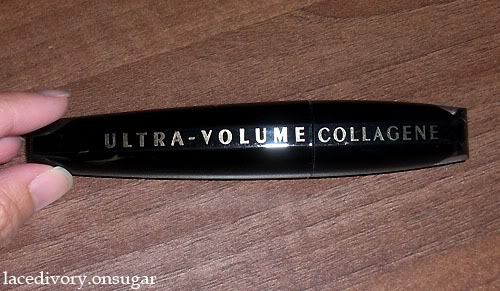 ULTRA-VOLUME COLLAGENE
lacedivory.onsugar